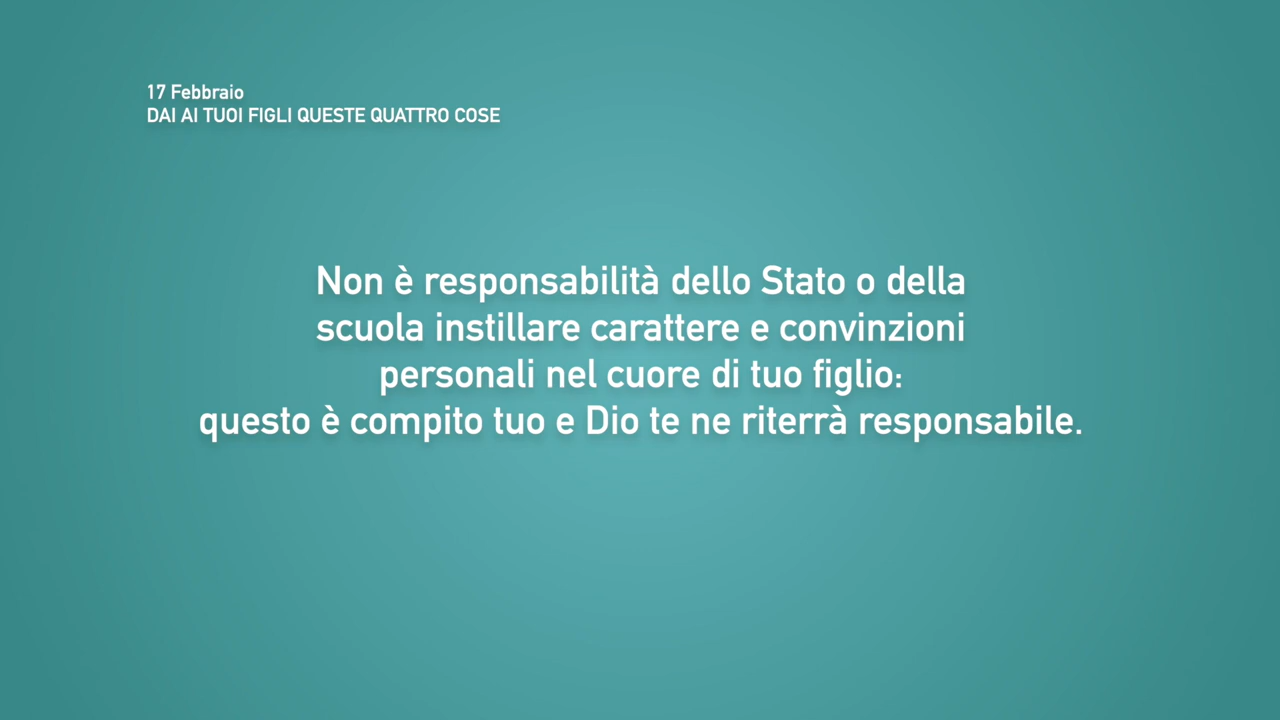 17 Febbraio
DAI AI TUOI FIGLI QUESTE QUATTRO COSE
Non è responsabilità dello Stato o della
scuola instillare carattere e convinzioni
personali nel cuore di tuo figlio:
questo è compito tuo e Dio te ne riterrà responsabile.